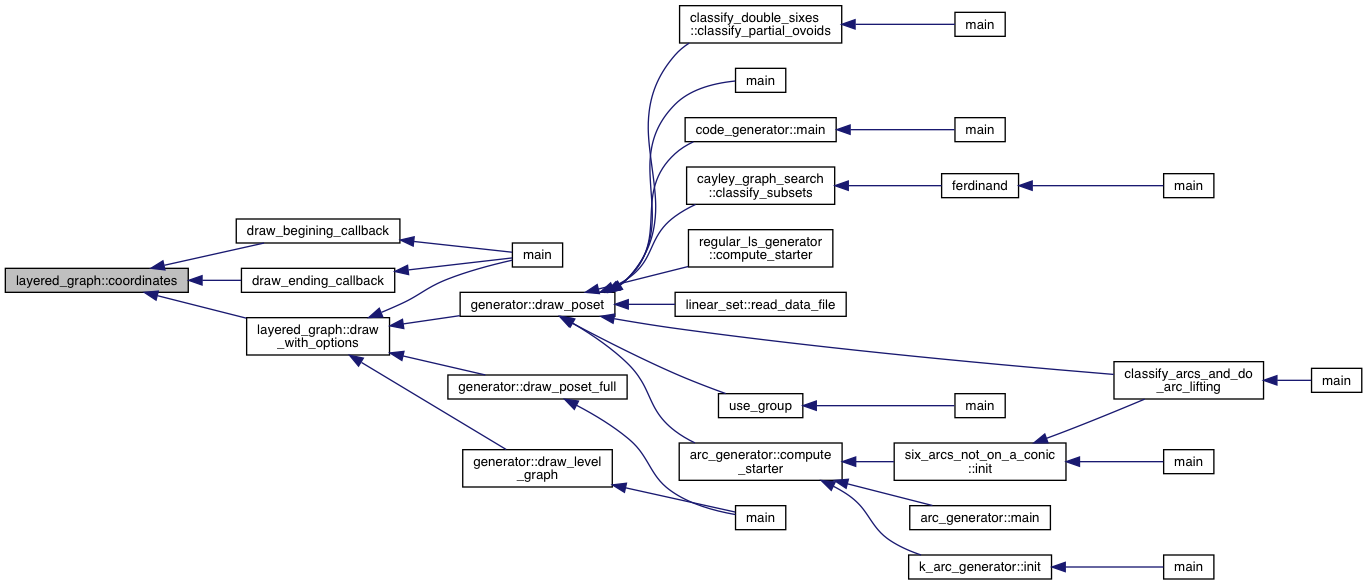 classify_double_sixes
::classify_partial_ovoids
main
main
code_generator::main
main
cayley_graph_search
::classify_subsets
ferdinand
main
draw_begining_callback
regular_ls_generator
::compute_starter
main
layered_graph::coordinates
draw_ending_callback
generator::draw_poset
linear_set::read_data_file
layered_graph::draw
_with_options
classify_arcs_and_do
_arc_lifting
main
generator::draw_poset_full
use_group
main
arc_generator::compute
_starter
six_arcs_not_on_a_conic
::init
main
generator::draw_level
_graph
main
arc_generator::main
k_arc_generator::init
main